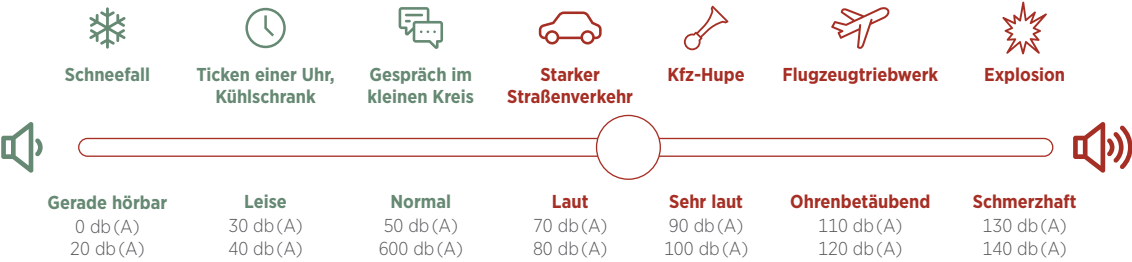 Schneefall
Ticken einer Uhr,
Kühlschrank
Gespräch im
kleinen Kreis
Starker
Straßenverkehr
Kfz-Hupe
Flugzeugtriebwerk
Explosion
Gerade hörbar
0 db (A)
20 db (A)
Leise
30 db (A)
40 db (A)
Normal
50 db (A)
600 db (A)
Laut
70 db (A)
80 db (A)
Sehr laut
90 db (A)
100 db (A)
Ohrenbetäubend
110 db (A)
120 db (A)
Schmerzhaft
130 db (A)
140 db (A)